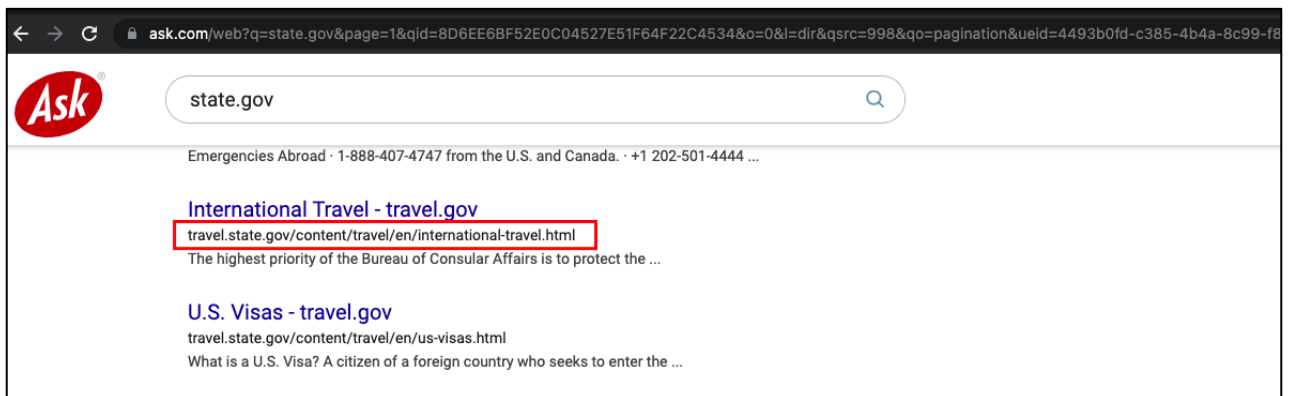 ask.com/web?q=state.gov&page=1&qid=8D6EE6BF52E0C04527E51F64F22C4534&o=0&l=dir&qsrc=998&qo=pagination&ueid=4493b0fd-c385-4b4a-8c99-f8
Ask®
state.gov
Emergencies Abroad · 1-888-407-4747 from the U.S. and Canada. · +1 202-501-4444 ...
International Travel - travel.gov
travel.state.gov/content/travel/en/international-travel.html
The highest priority of the Bureau of Consular Affairs is to protect the ...
U.S. Visas - travel.gov
travel.state.gov/content/travel/en/us-visas.html
What is a U.S. Visa? A citizen of a foreign country who seeks to enter the ...